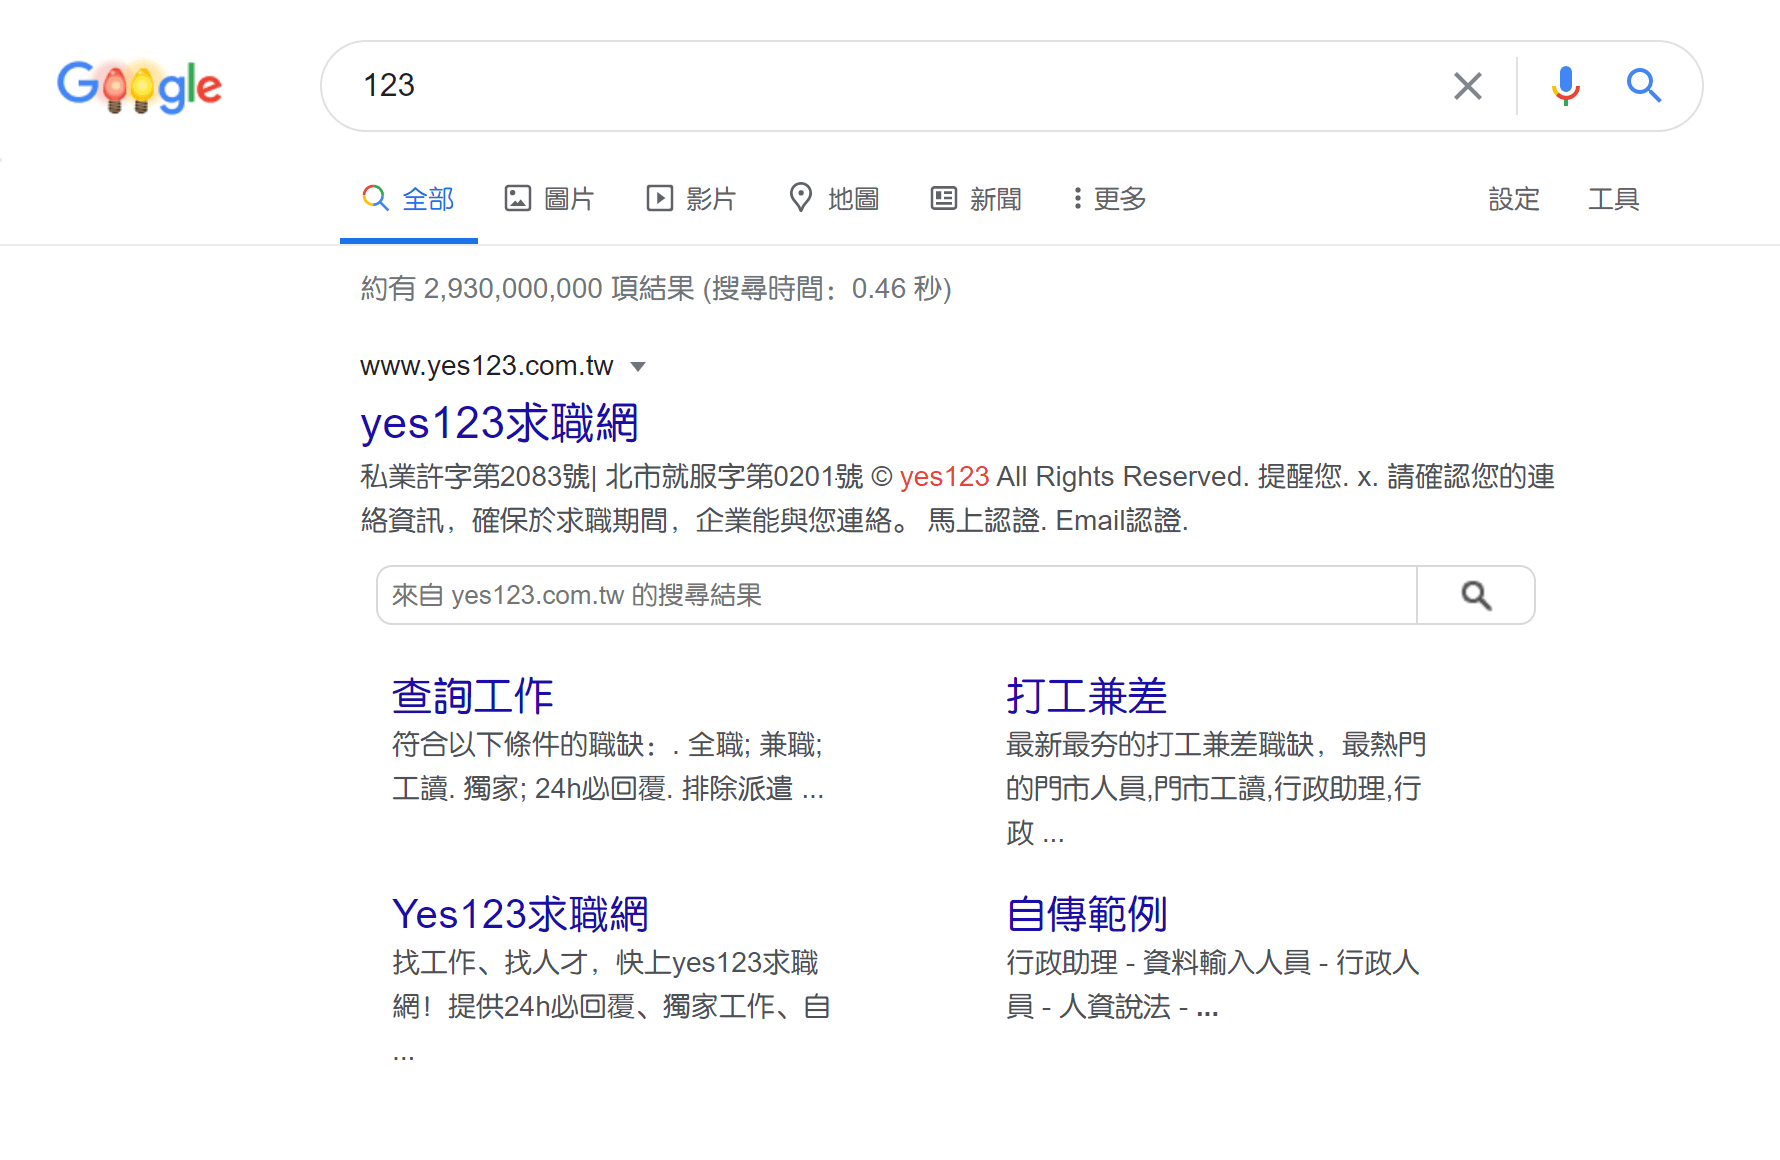 Google
123
全部 圖片 影片 地圖 新聞 更多 設定 工具
約有 2,930,000,000 項結果 (搜尋時間：0.46 秒)
www.yes123.com.tw
yes123求職網
私業許字第2083號| 北市就服字第0201號 © yes123 All Rights Reserved. 提醒您. x. 請確認您的連
絡資訊，確保於求職期間，企業能與您連絡。 馬上認證. Email認證.
來自 yes123.com.tw 的搜尋結果
查詢工作
符合以下條件的職缺：. 全職; 兼職;
工讀. 獨家; 24h必回覆. 排除派遣 ...
打工兼差
最新最夯的打工兼差職缺，最熱門
的門市人員,門市工讀,行政助理,行
政 ...
Yes123求職網
找工作、找人才，快上yes123求職
網！提供24h必回覆、獨家工作、自
...
自傳範例
行政助理 - 資料輸入人員 - 行政人
員 - 人資說法 - ...